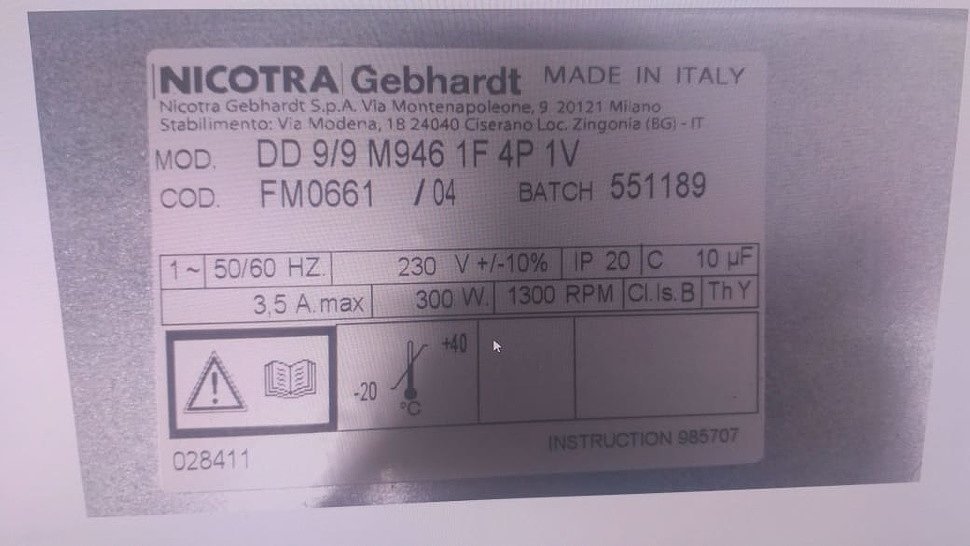 NICOTRA Gebhardt MADE IN ITALY
Nicotra Gebhardt S.p.A. Via Montenapoleone, 9 20121 Milano
Stabilimento: Via Modena, 18 24040 Ciserano Loc. Zingonia (BG) - IT
MOD. DD 9/9 M946 1F 4P 1V
COD. FM0661 / 04 BATCH 551189
1 ~ 50/60 HZ. 230 V +/-10% IP 20 C 10 µF
3,5 A.max 300 W. 1300 RPM Cl.Is. B Th Y
+40
-20
°C
INSTRUCTION 985707
028411